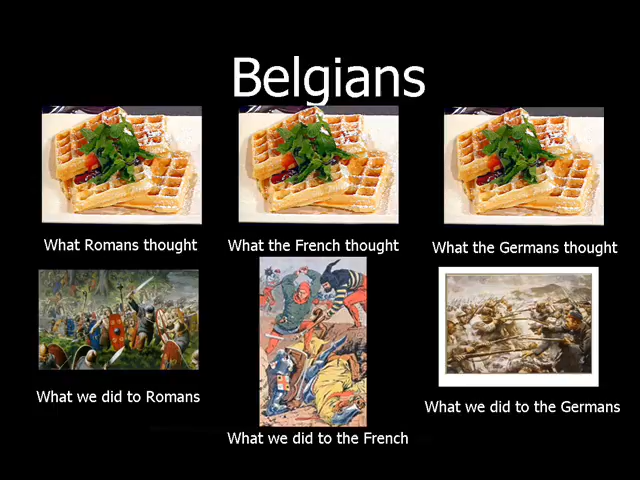 Belgians
What Romans thought
What the French thought
What the Germans thought
What we did to Romans
What we did to the French
What we did to the Germans